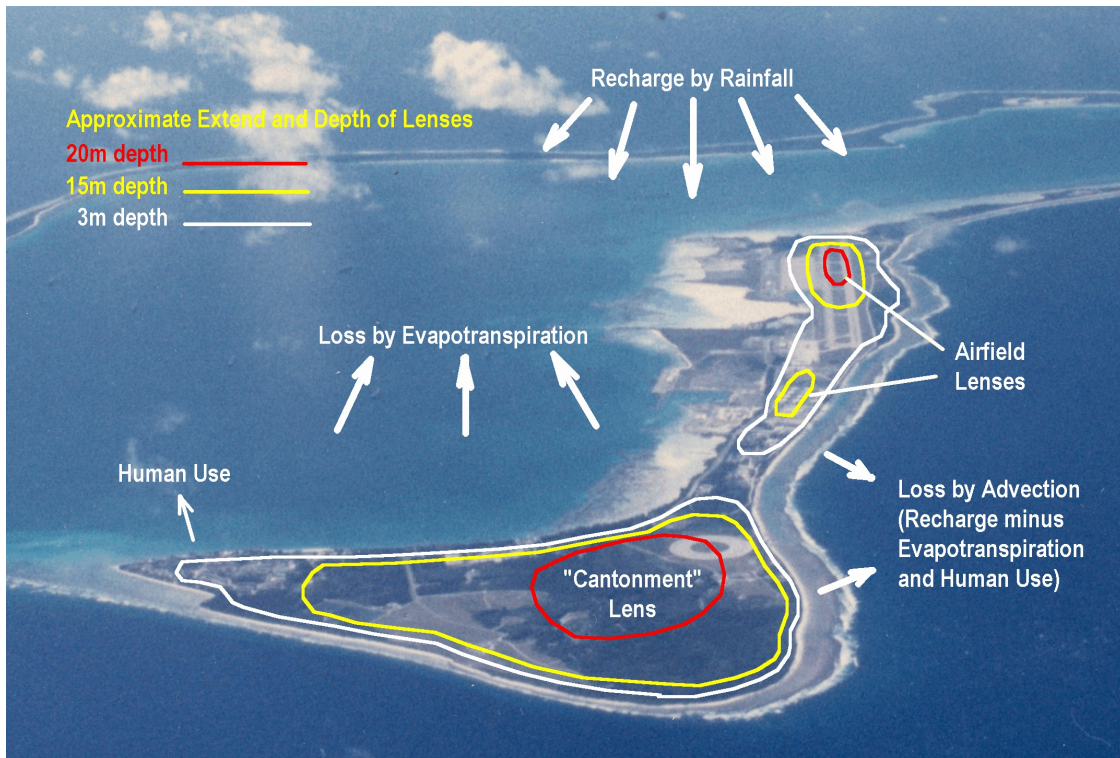 Recharge by Rainfall
Approximate Extend and Depth of Lenses
20m depth
15m depth
3m depth
Loss by Evapotranspiration
Airfield
Lenses
Human Use
Loss by Advection
(Recharge minus
Evapotranspiration
and Human Use)
"Cantonment"
Lens